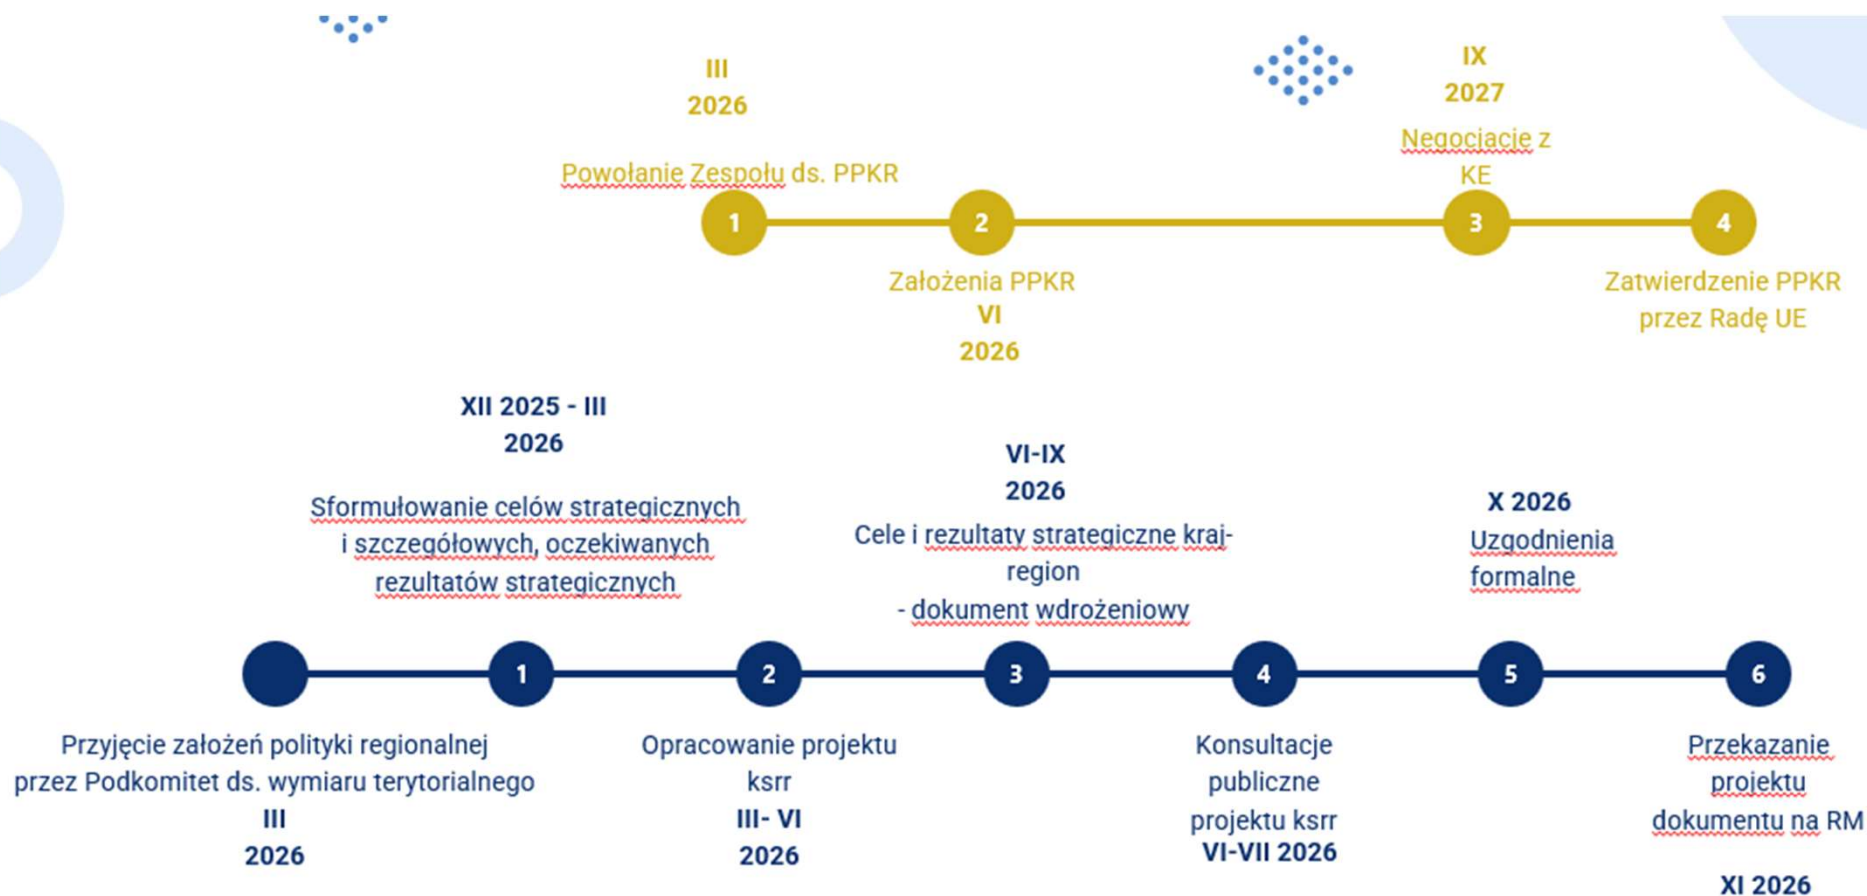 III
2026
Powołanie Zespołu ds. PPKR
IX
2027
Negocjacje z
KE
1
2
3
4
Założenia PPKR
VI
2026
Zatwierdzenie PPKR
przez Radę UE
XII 2025 - III
2026
Sformułowanie celów strategicznych
i szczegółowych, oczekiwanych
rezultatów strategicznych
VI-IX
2026
Cele i rezultaty strategiczne kraj-
region
- dokument wdrożeniowy
X 2026
Uzgodnienia
formalne
1
2
3
4
5
6
Przyjęcie założeń polityki regionalnej
przez Podkomitet ds. wymiaru terytorialnego
III
2026
Opracowanie projektu
ksrr
III- VI
2026
Konsultacje
publiczne
projektu ksrr
VI-VII 2026
Przekazanie
projektu
dokumentu na RM
XI 2026